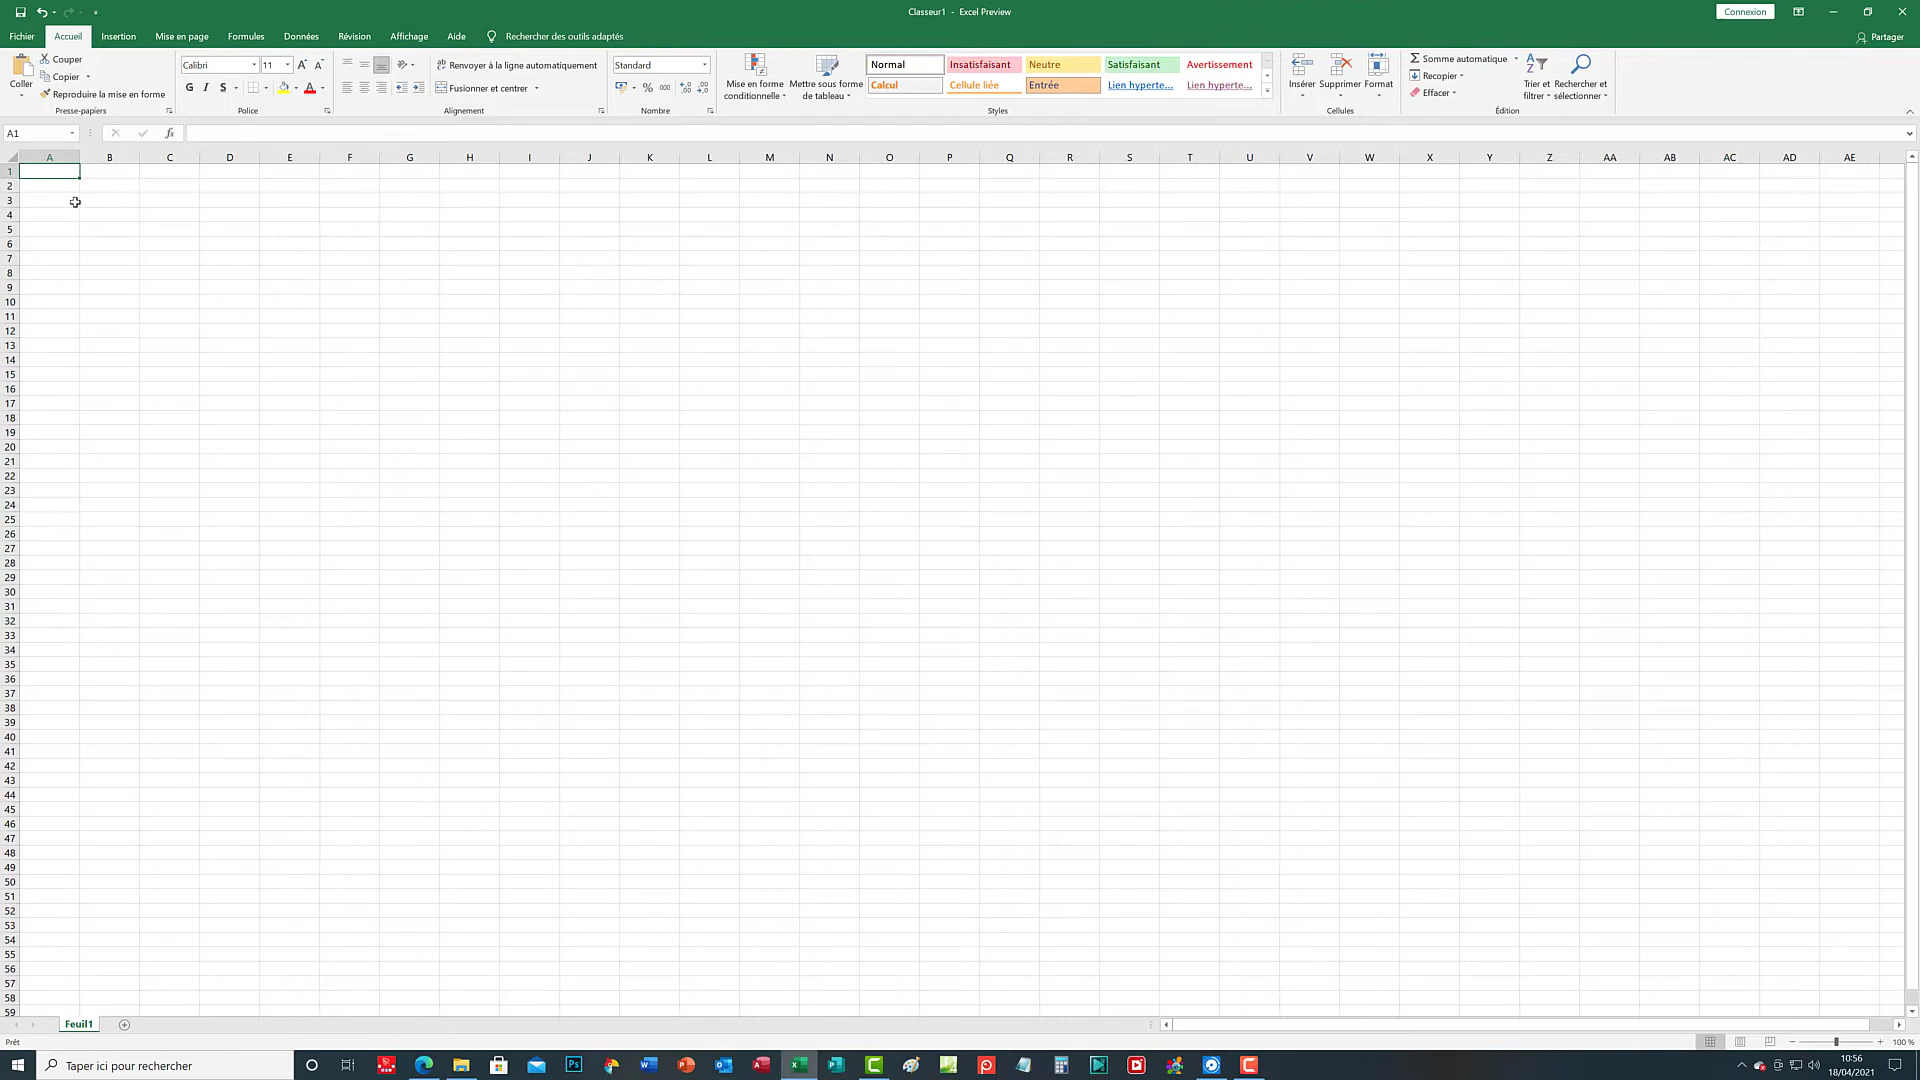 Classeur1 - Excel Preview
Connexion
Fichier Accueil Insertion Mise en page Formules Données Révision Affichage Aide Rechercher des outils adaptés
Partager
Coller
Couper
Copier
Reproduire la mise en forme
Presse-papiers
Calibri 11
G I S
Police
Renvoyer à la ligne automatiquement
Fusionner et centrer
Alignement
Standard
% 000
Nombre
Mise en forme conditionnelle
Mettre sous forme de tableau
Normal Insatisfaisant Neutre Satisfaisant Avertissement
Calcul Cellule liée Entrée Lien hyperte... Lien hyperte...
Styles
Insérer Supprimer Format
Cellules
Somme automatique
Recopier
Effacer
Trier et filtrer
Rechercher et sélectionner
Édition
A1
fx
A B C D E F G H I J K L M N O P Q R S T U V W X Y Z AA AB AC AD AE
1
2
3
4
5
6
7
8
9
10
11
12
13
14
15
16
17
18
19
20
21
22
23
24
25
26
27
28
29
30
31
32
33
34
35
36
37
38
39
40
41
42
43
44
45
46
47
48
49
50
51
52
53
54
55
56
57
58
59
Feuil1
Prêt
100 %
Taper ici pour rechercher
10:56
18/04/2021